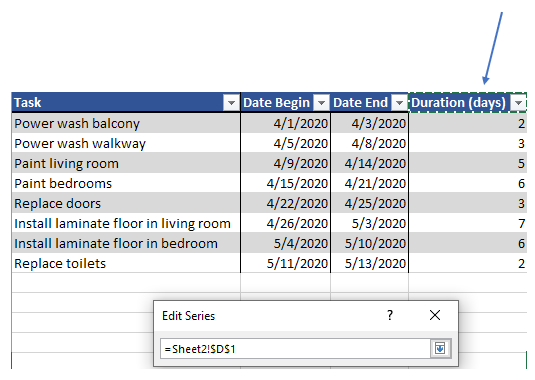 Task Date Begin Date End Duration (days)
Power wash balcony 4/1/2020 4/3/2020 2
Power wash walkway 4/5/2020 4/8/2020 3
Paint living room 4/9/2020 4/14/2020 5
Paint bedrooms 4/15/2020 4/21/2020 6
Replace doors 4/22/2020 4/25/2020 3
Install laminate floor in living room 4/26/2020 5/3/2020 7
Install laminate floor in bedroom 5/4/2020 5/10/2020 6
Replace toilets 5/11/2020 5/13/2020 2
Edit Series ?
=Sheet2!$D$1